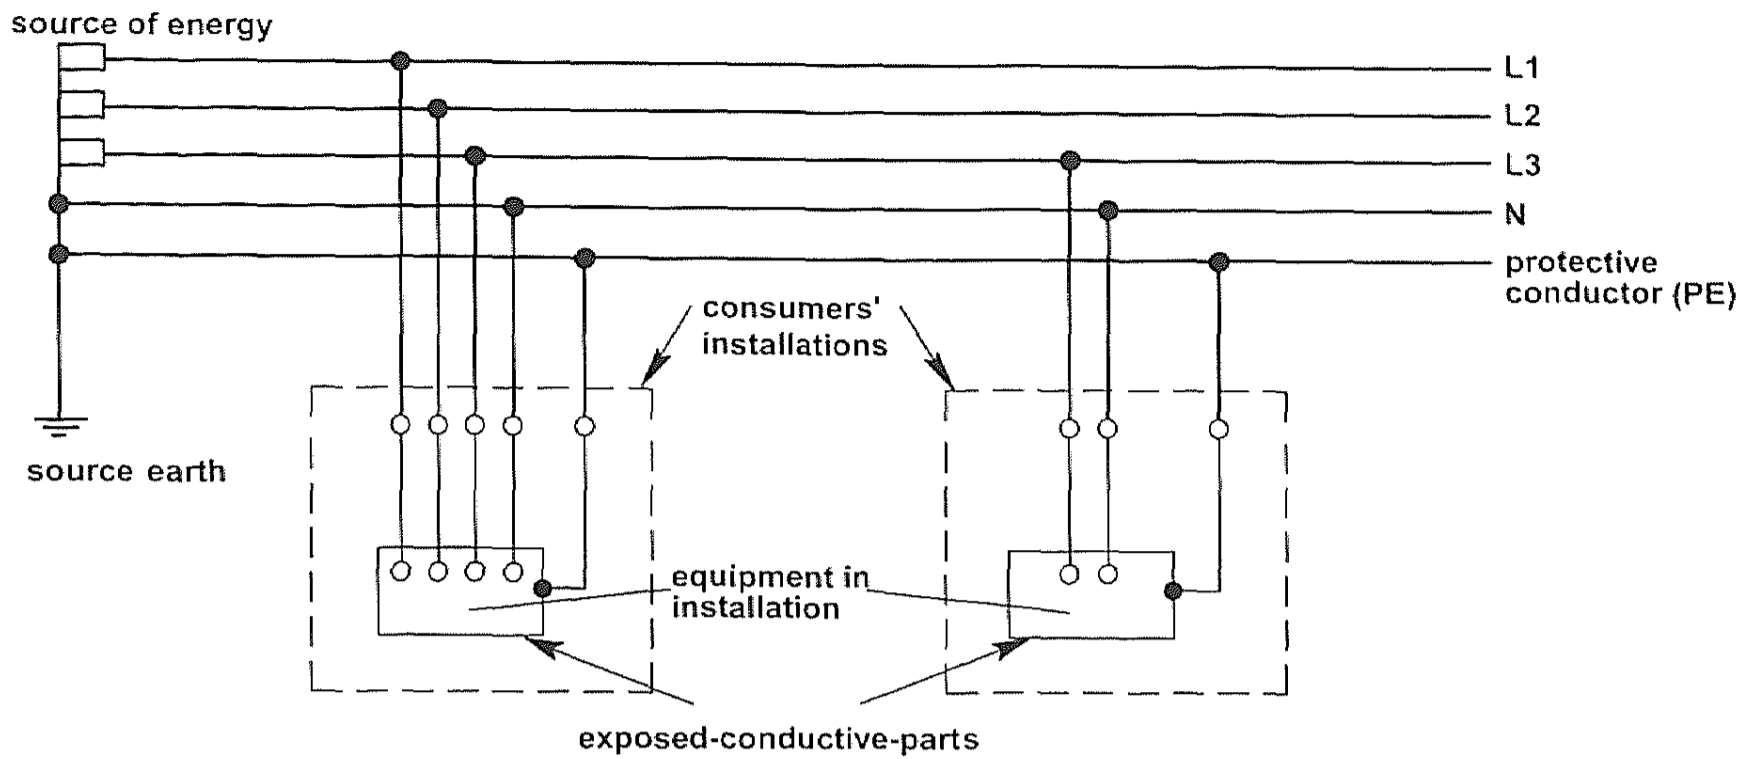 source of energy
L1
L2
L3
N
protective
conductor (PE)
consumers'
installations
source earth
equipment in
installation
exposed-conductive-parts